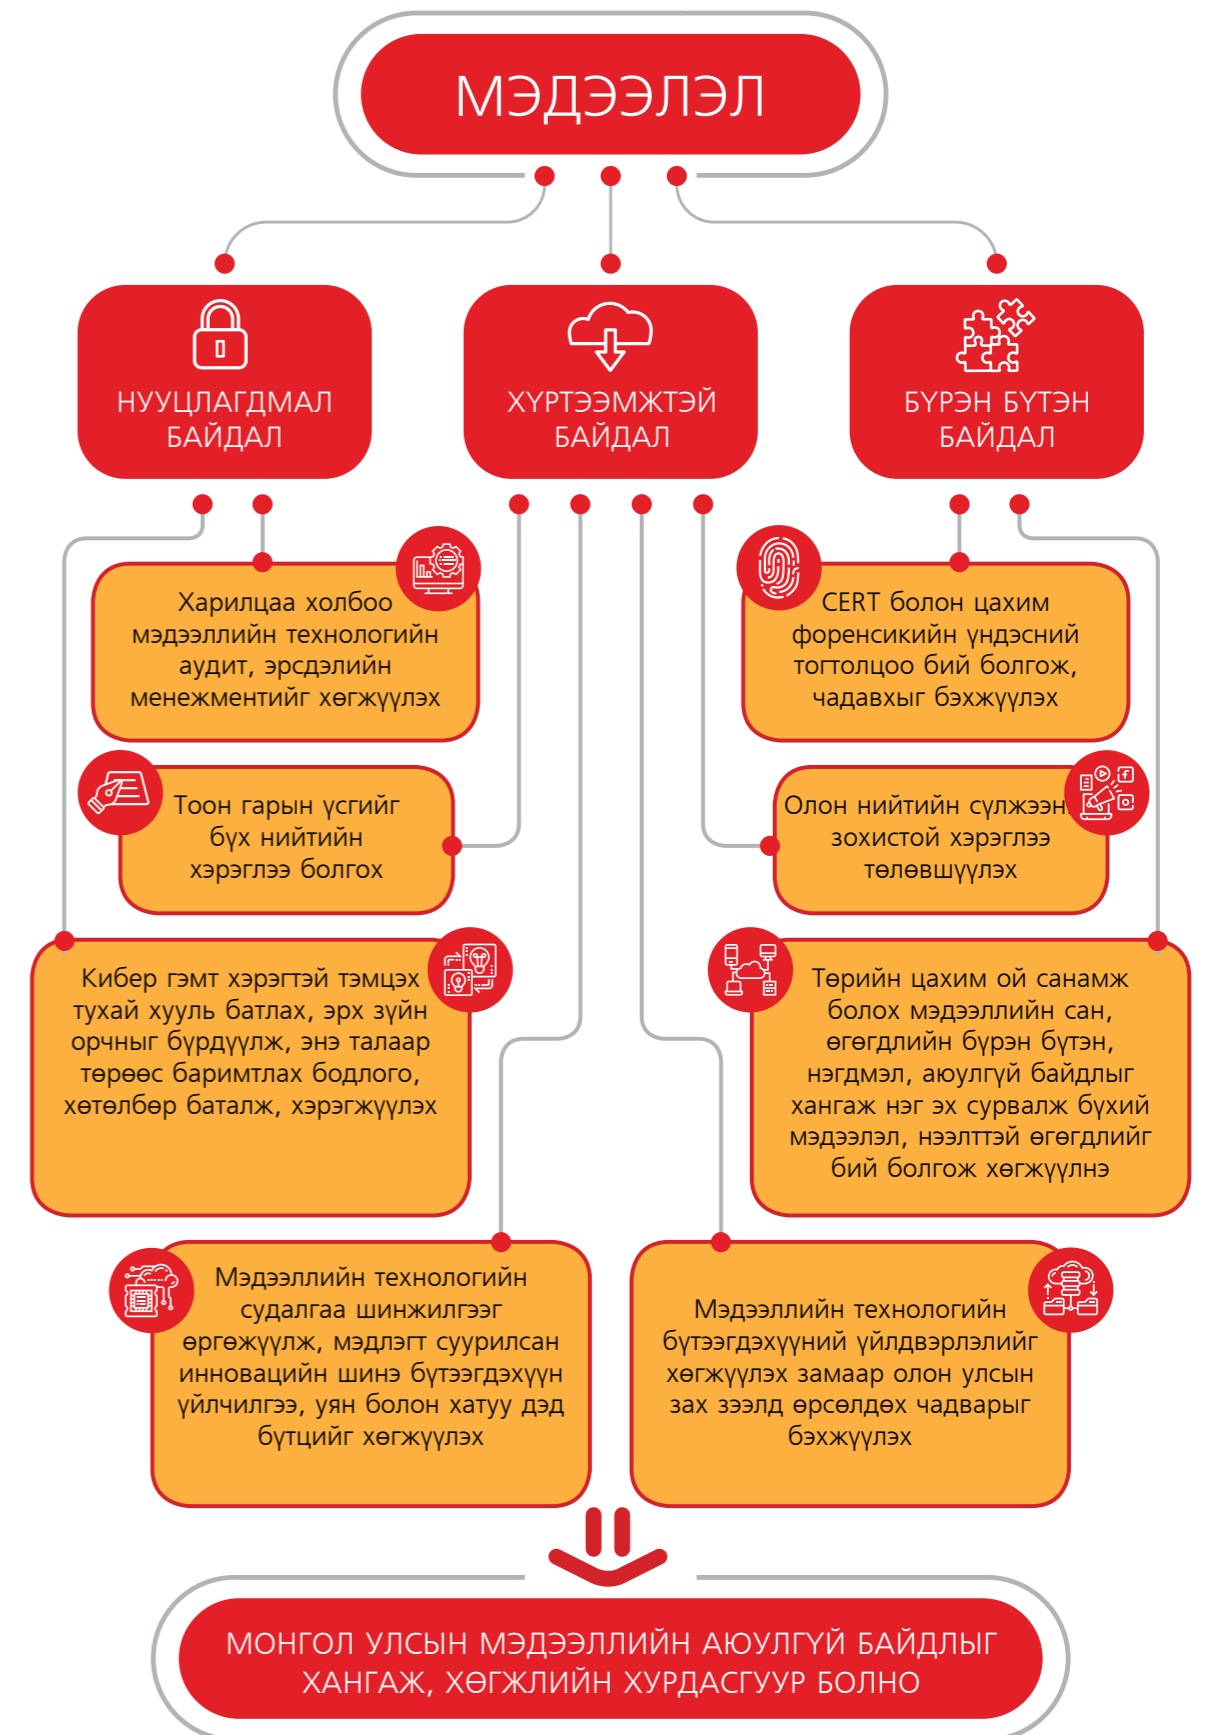 МЭДЭЭЛЭЛ
НУУЦЛАГДМАЛ
БАЙДАЛ
ХҮРТЭЭМЖТЭЙ
БАЙДАЛ
БҮРЭН БҮТЭН
БАЙДАЛ
Харилцаа холбоо
мэдээллийн технологийн
аудит, эрсдэлийн
менежментийг хөгжүүлэх
CERT болон цахим
форенсикийн үндэсний
тогтолцоо бий болгож,
чадавхыг бэхжүүлэх
Тоон гарын үсгийг
бүх нийтийн
хэрэглээ болгох
Олон нийтийн
зохистой хэрэглээ
төлөвшүүлэх
Кибер гэмт хэрэгтэй тэмцэх
тухай хууль батлах, эрх зүйн
орчныг бүрдүүлж, энэ талаар
төрөөс баримтлах бодлого,
хөтөлбөр баталж, хэрэгжүүлэх
Төрийн цахим ой санамж
болох мэдээллийн сан,
өгөгдлийн бүрэн бүтэн,
нэгдмэл, аюулгүй байдлыг
хангаж нэг эх сурвалж бүхий
мэдээлэл, нээлттэй өгөгдлийг
бий болгож хөгжүүлнэ
Мэдээллийн технологийн
судалгаа шинжилгээг
өргөжүүлж, мэдлэгт суурилсан
инновацийн шинэ бүтээгдэхүүн
үйлчилгээ, уян болон хатуу дэд
бүтцийг хөгжүүлэх
Мэдээллийн технологийн
бүтээгдэхүүний үйлдвэрлэлийг
хөгжүүлэх замаар олон улсын
зах зээлд өрсөлдөх чадварыг
бэхжүүлэх
МОНГОЛ УЛСЫН МЭДЭЭЛЛИЙН АЮУЛГҮЙ БАЙДЛЫГ
ХАНГАЖ, ХӨГЖЛИЙН ХУРДАСГУУР БОЛНО